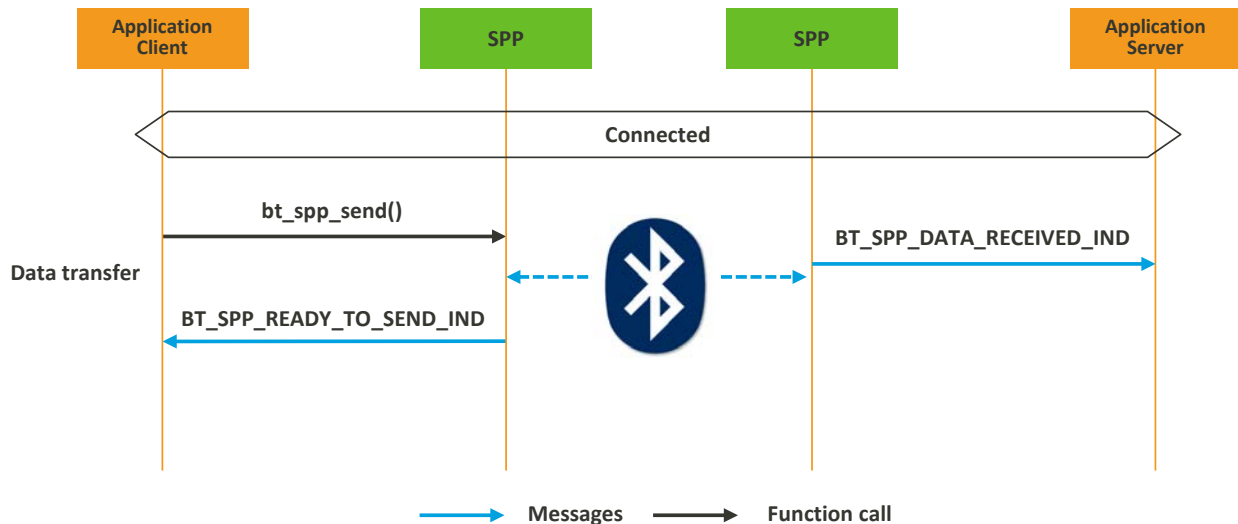 Application
Client
SPP
SPP
Application
Server
Connected
bt_spp_send()
BT_SPP_DATA_RECEIVED_IND
Data transfer
BT_SPP_READY_TO_SEND_IND
Messages
Function call